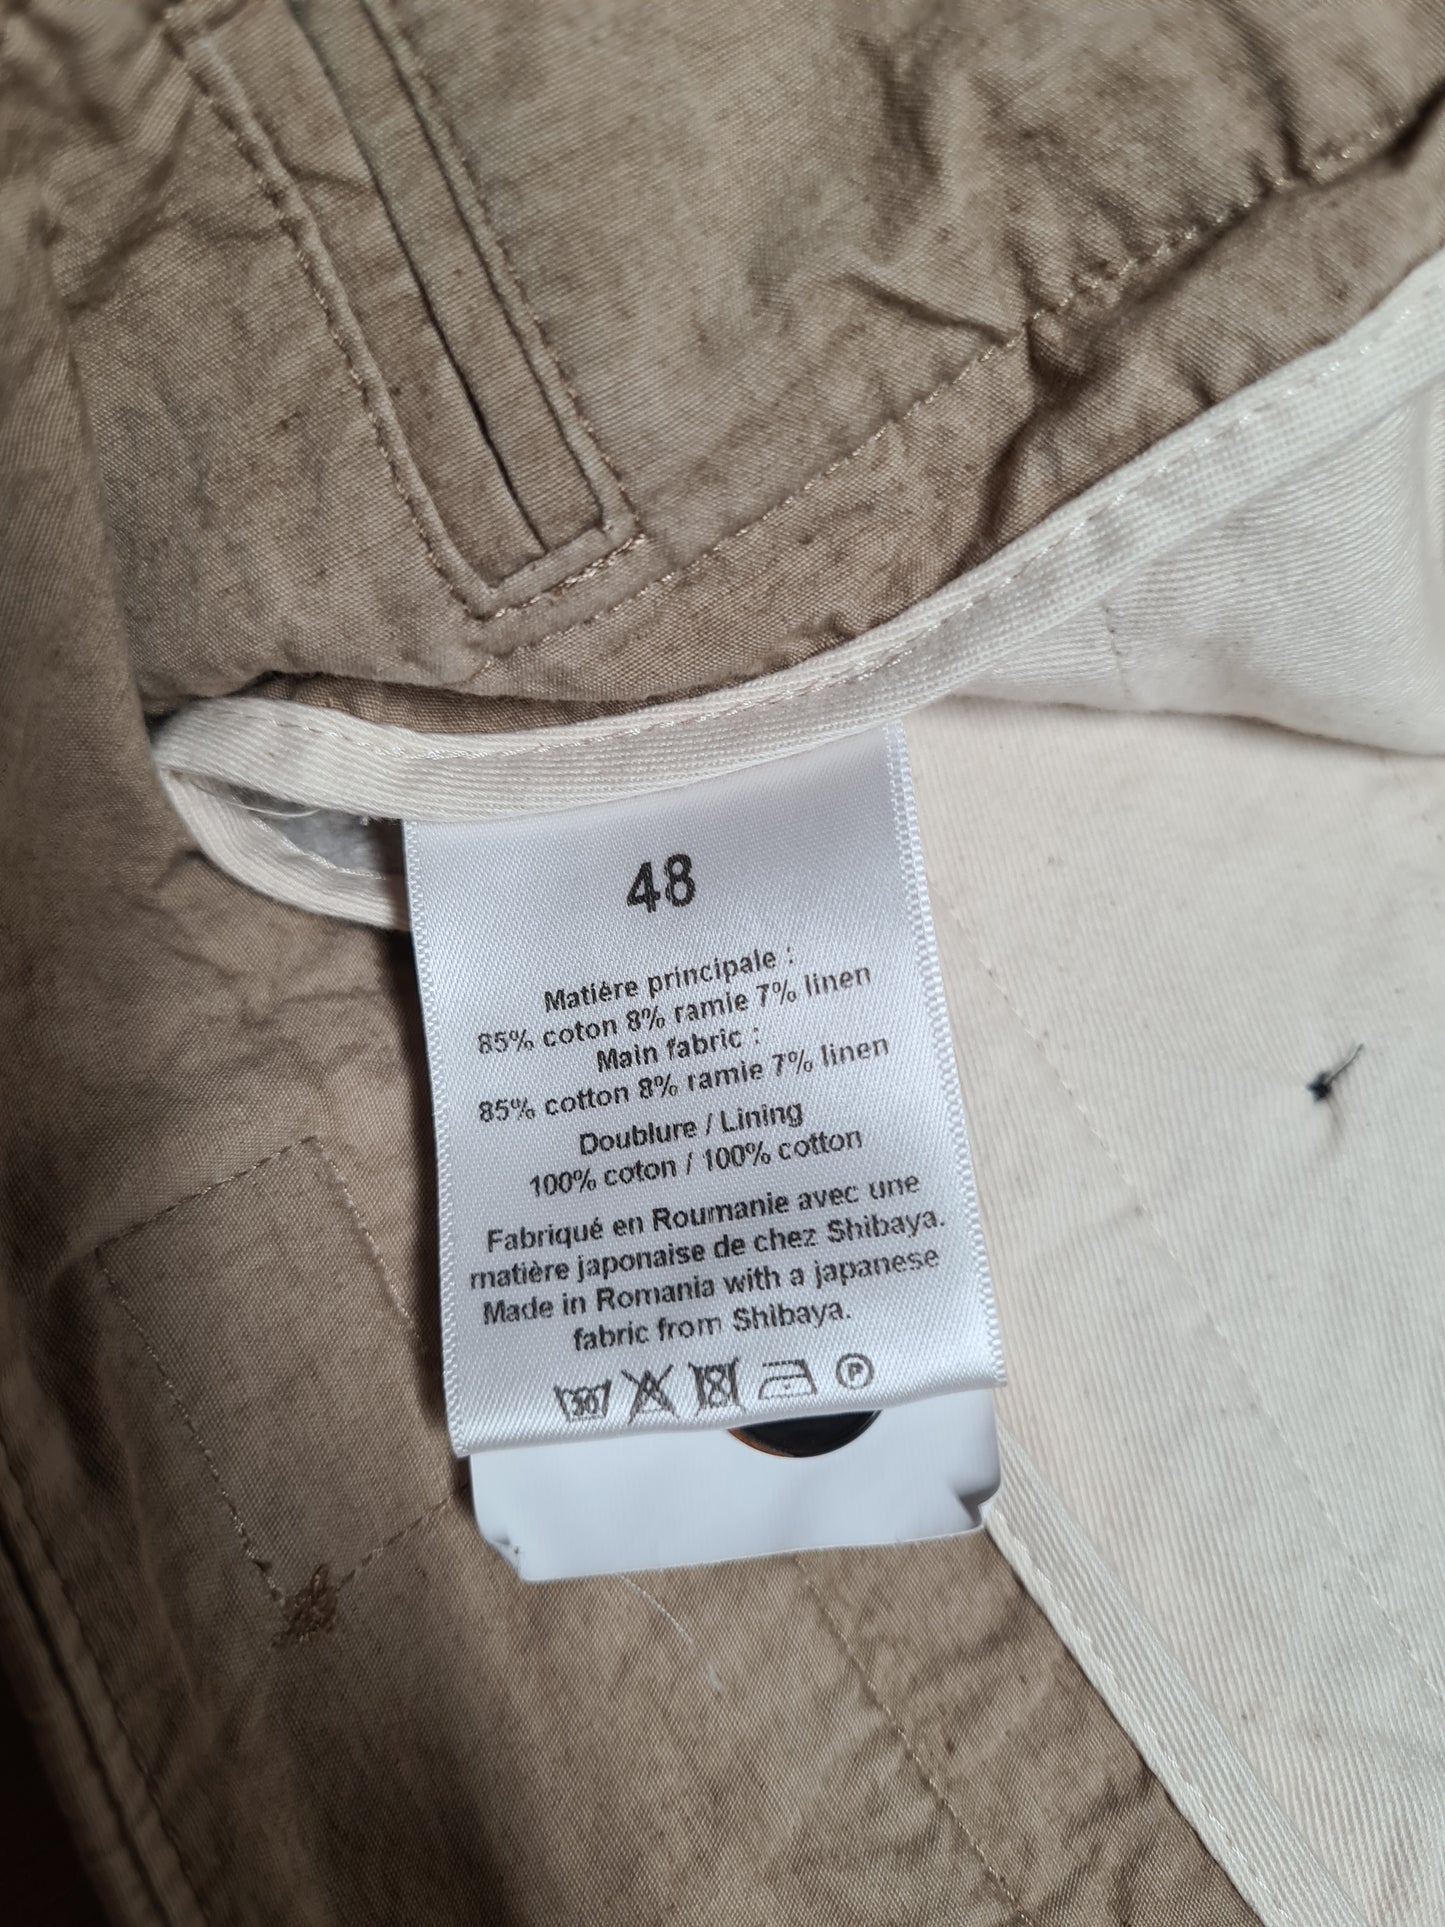 48
Matière principale :
85% coton 8% ramie 7% linen
Main fabric :
85% cotton 8% ramie 7% linen
Doublure / Lining
100% coton / 100% cotton
Fabriqué en Roumanie avec une
matière japonaise de chez Shibaya.
Made in Romania with a japanese
fabric from Shibaya.
30 P